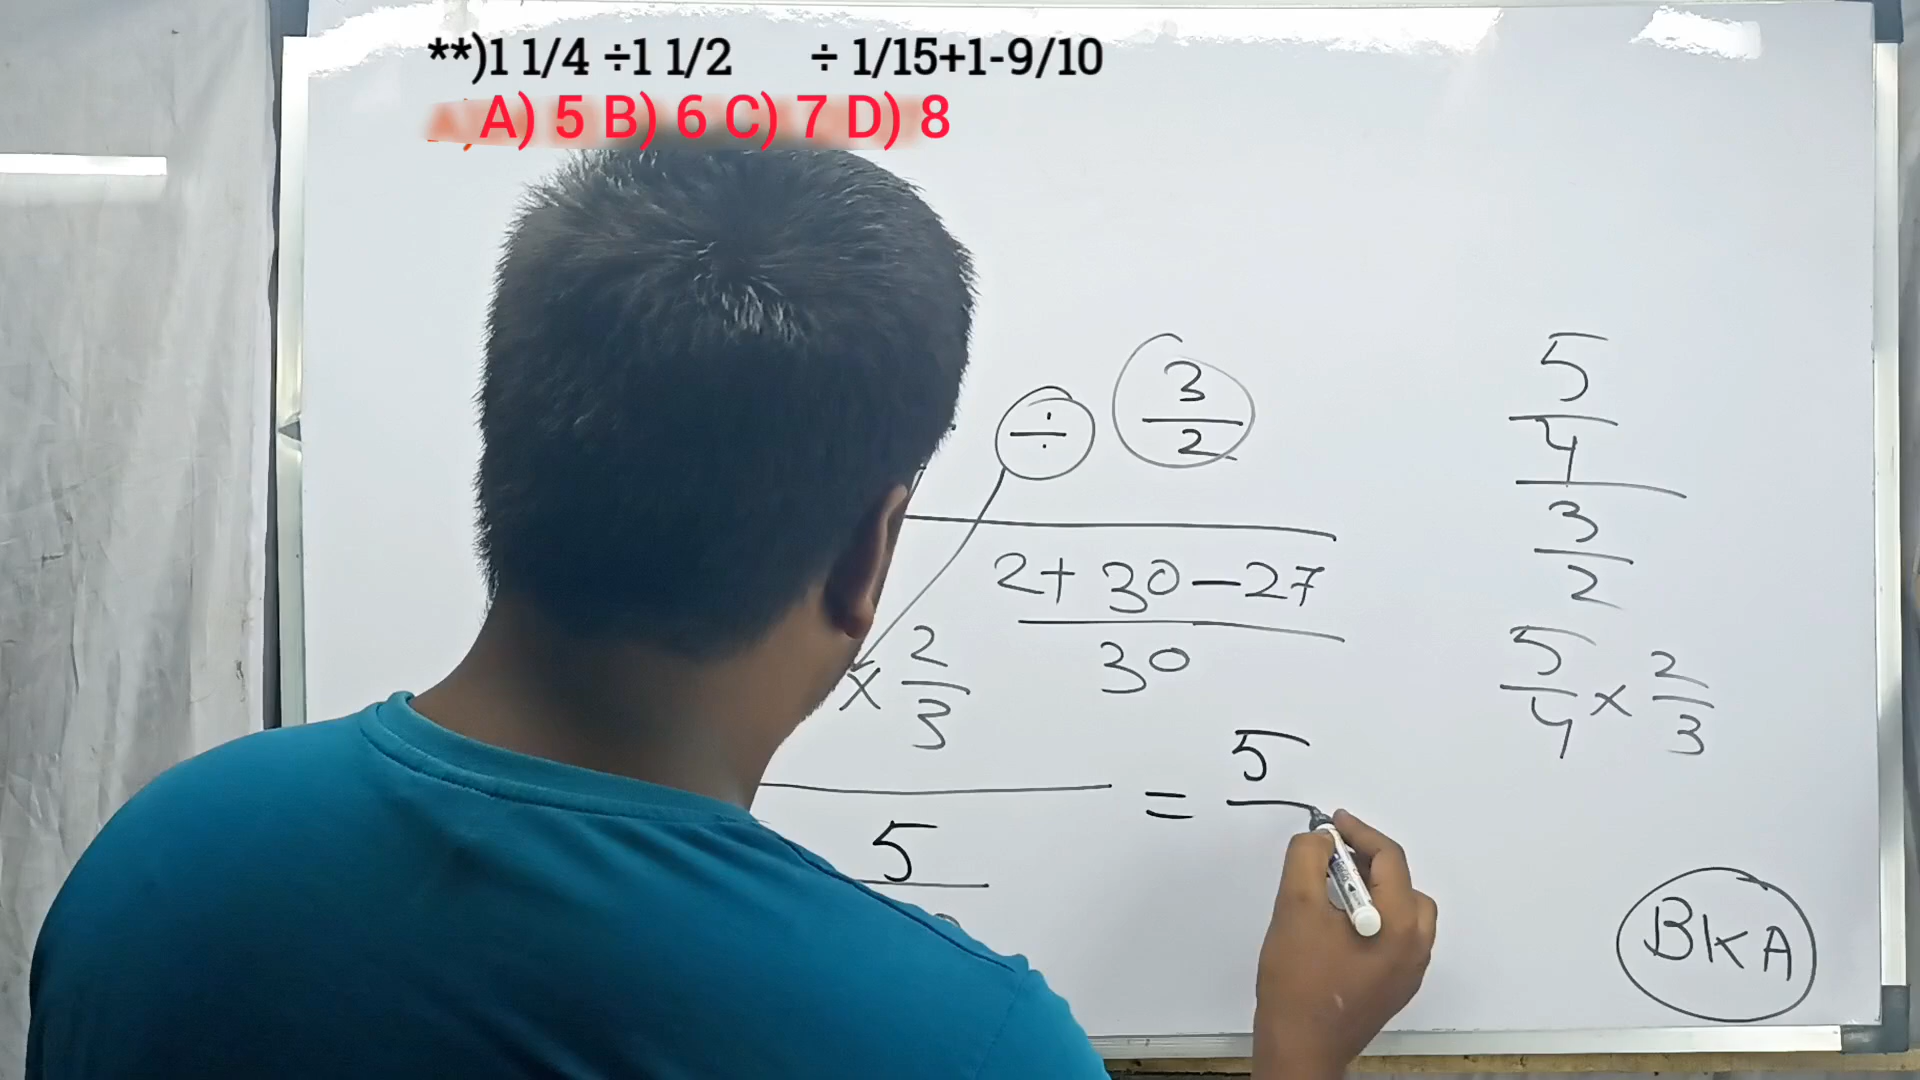 **)1 1/4 ÷1 1/2 ÷ 1/15+1-9/10
A) 5 B) 6 C) 7 D) 8
÷ 3/2
2+30-27
30
× 2/3
5
= 5
5
4
3
2
5/4 × 2/3
BKA